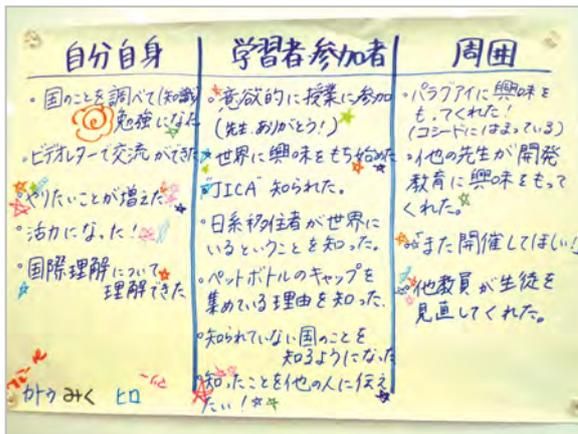 自分自身
・国のことを調べて(知識)
勉強になった
・ビデオレターで交流ができた
・やりたいことが増えた
・活力になった!
・国際理解について
理解できた
学習者・参加者
・意欲的に授業に参加
(先生、ありがとう!)
・世界に興味をもち始めた
・"JICA" 知られた。
・日系移住者が世界に
いるということを知った。
・ペットボトルのキャップを
集めている理由を知った。
・知られていない国のことを
知るようになった
・知ったことを他の人に伝え
たい!
周囲
・パラグアイに興味を
もってくれた!
(コシードにはまっている)
・他の先生が開発
教育に興味をもって
くれた。
・「また開催してほしい!」
・他教員が生徒を
見直してくれた。
カトウ みく ヒロ